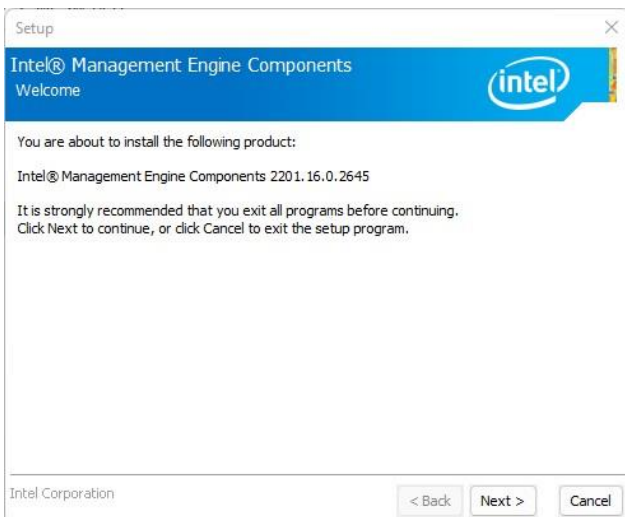 Setup
Intel® Management Engine Components
Welcome
intel
You are about to install the following product:
Intel® Management Engine Components 2201.16.0.2645
It is strongly recommended that you exit all programs before continuing.
Click Next to continue, or click Cancel to exit the setup program.
Intel Corporation
< Back
Next >
Cancel